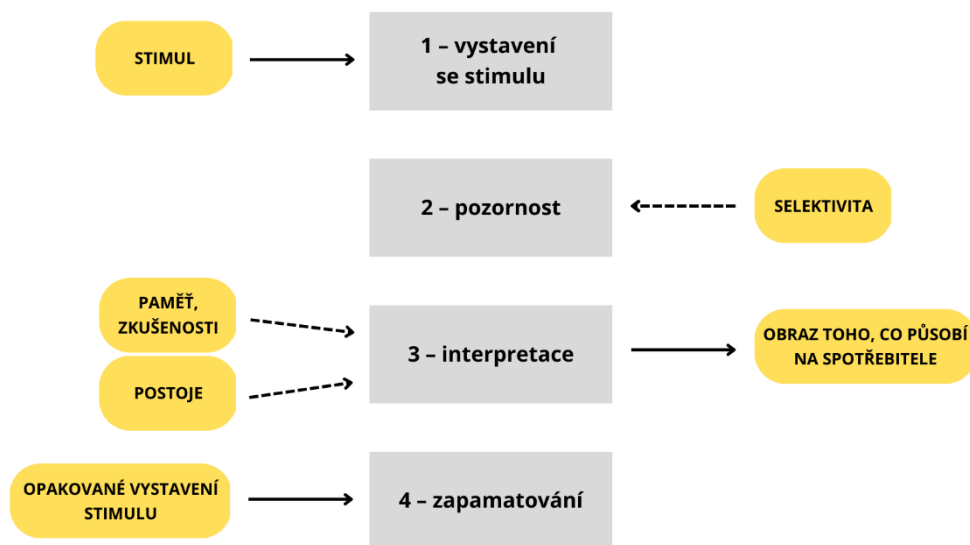 STIMUL
1 – vystavení
se stimulu
2 – pozornost
SELEKTIVITA
PAMĚŤ,
ZKUŠENOSTI
POSTOJE
3 – interpretace
OBRAZ TOHO, CO PŮSOBÍ
NA SPOTŘEBITELE
OPAKOVANÉ VYSTAVENÍ
STIMULU
4 – zapamatování